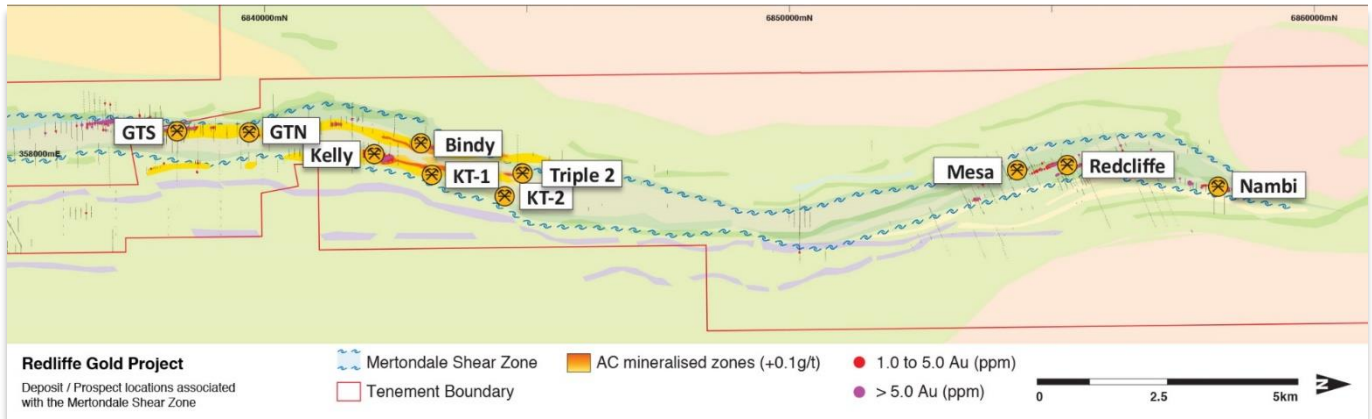 6840000mN
6850000mN
6860000mN
358000mE
GTS
GTN
Bindy
Kelly
KT-1
Triple 2
KT-2
Mesa
Redcliffe
Nambi
Redliffe Gold Project
Deposit / Prospect locations associated
with the Mertondale Shear Zone
Mertondale Shear Zone
Tenement Boundary
AC mineralised zones (+0.1g/t)
1.0 to 5.0 Au (ppm)
> 5.0 Au (ppm)
0
2.5
5km
N